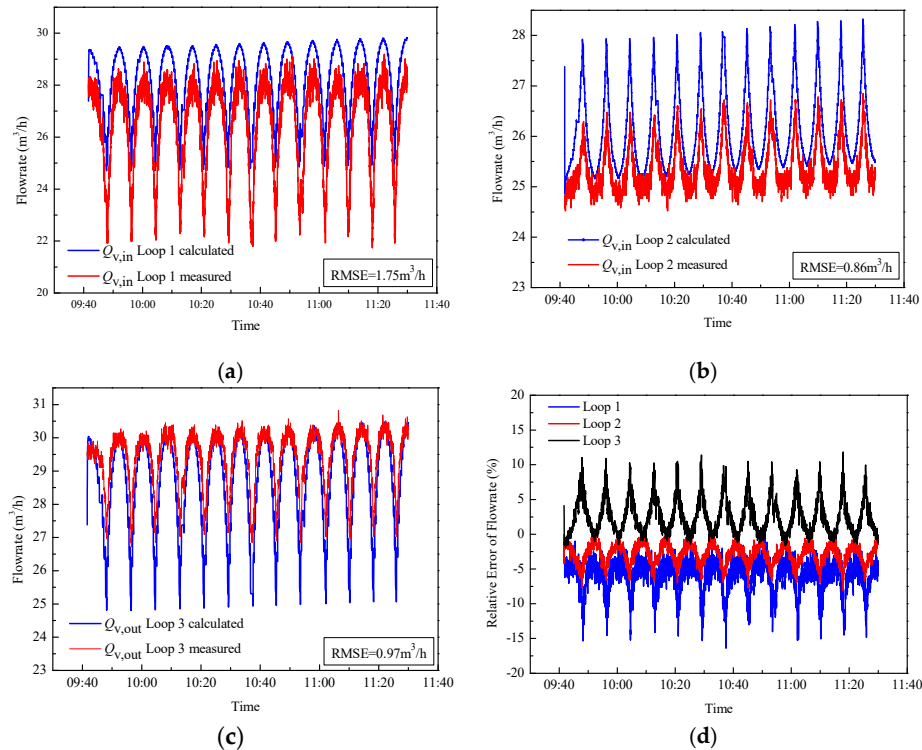 30
28
26
24
22
20
Flowrate (m³/h)
Qv,in Loop 1 calculated
Qv,in Loop 1 measured
RMSE=1.75m³/h
09:40 10:00 10:20 10:40 11:00 11:20 11:40
Time
(a)
28
27
26
25
24
23
Flowrate (m³/h)
Qv,in Loop 2 calculated
Qv,in Loop 2 measured
RMSE=0.86m³/h
09:40 10:00 10:20 10:40 11:00 11:20 11:40
Time
(b)
31
30
29
28
27
26
25
24
23
Flowrate (m³/h)
Qv,out Loop 3 calculated
Qv,out Loop 3 measured
RMSE=0.97m³/h
09:40 10:00 10:20 10:40 11:00 11:20 11:40
Time
(c)
20
15
10
5
0
-5
-10
-15
-20
Relative Error of Flowrate (%)
Loop 1
Loop 2
Loop 3
09:40 10:00 10:20 10:40 11:00 11:20 11:40
Time
(d)